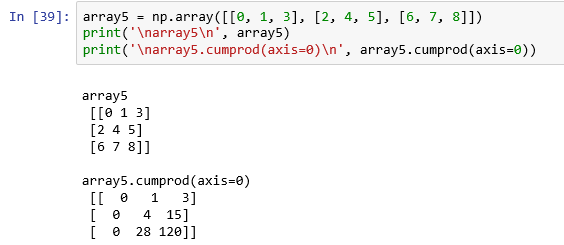 In [39]: array5 = np.array([[0, 1, 3], [2, 4, 5], [6, 7, 8]])
print('\narray5\n', array5)
print('\narray5.cumprod(axis=0)\n', array5.cumprod(axis=0))
array5
[[0 1 3]
[2 4 5]
[6 7 8]]
array5.cumprod(axis=0)
[[  0   1   3]
[  0   4  15]
[  0  28 120]]